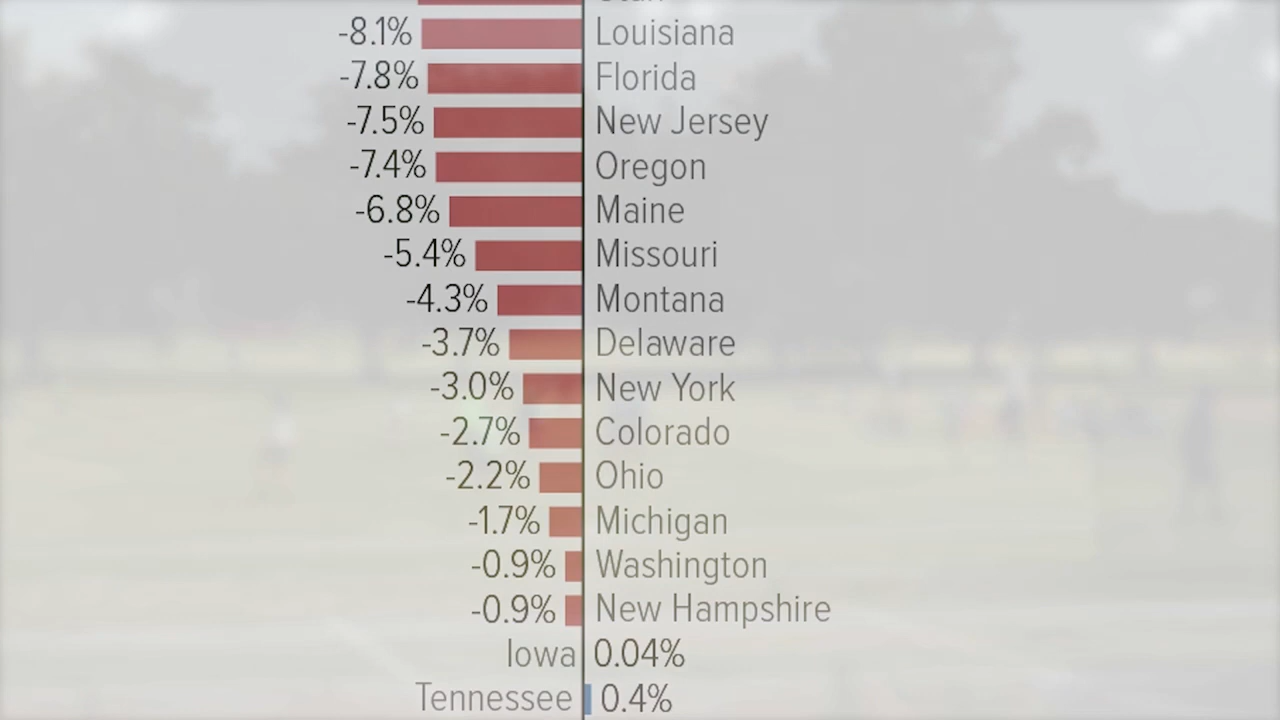 -8.1% Louisiana
-7.8% Florida
-7.5% New Jersey
-7.4% Oregon
-6.8% Maine
-5.4% Missouri
-4.3% Montana
-3.7% Delaware
-3.0% New York
-2.7% Colorado
-2.2% Ohio
-1.7% Michigan
-0.9% Washington
-0.9% New Hampshire
Iowa 0.04%
Tennessee 0.4%